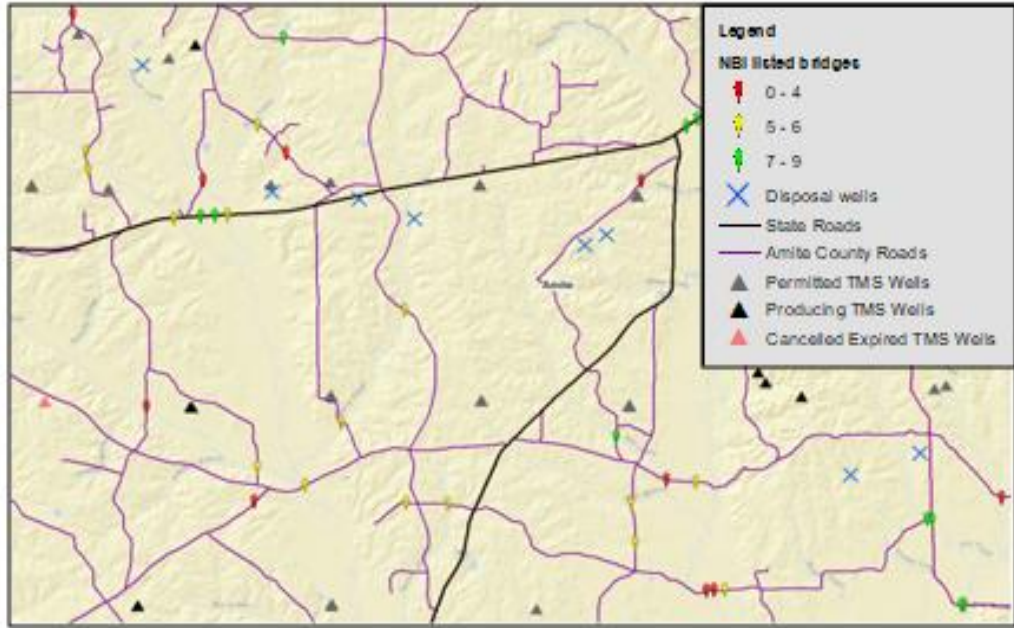 Legend
NBI listed bridges
0 - 4
5 - 6
7 - 9
Disposal wells
State Roads
Amite County Roads
Permitted TMS Wells
Producing TMS Wells
Cancelled Expired TMS Wells
Amite